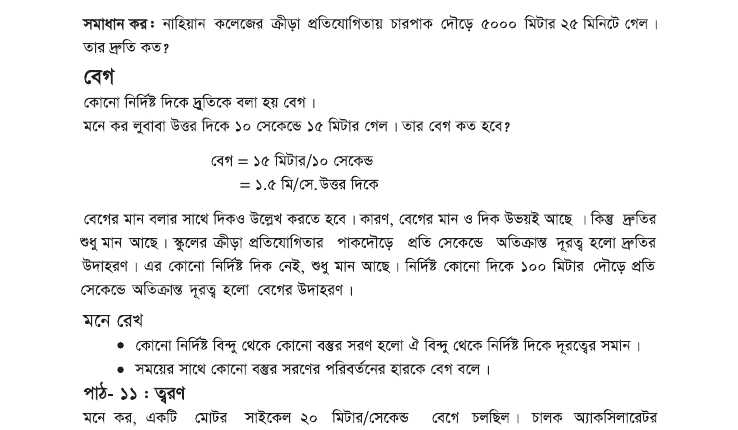 সমাধান কর: নাহিয়ান কলেজের ক্রীড়া প্রতিযোগিতায় চারপাক দৌড়ে ৫০০০ মিটার ২৫ মিনিটে গেল।
তার দ্রুতি কত?
বেগ
কোনো নির্দিষ্ট দিকে দ্রুতিকে বলা হয় বেগ।
মনে কর লুবাবা উত্তর দিকে ১০ সেকেন্ডে ১৫ মিটার গেল। তার বেগ কত হবে?
বেগ = ১৫ মিটার/১০ সেকেন্ড
= ১.৫ মি/সে. উত্তর দিকে
বেগের মান বলার সাথে দিকও উল্লেখ করতে হবে। কারণ, বেগের মান ও দিক উভয়ই আছে । কিন্তু দ্রুতির
শুধু মান আছে। স্কুলের ক্রীড়া প্রতিযোগিতার পাকদৌড়ে প্রতি সেকেন্ডে অতিক্রান্ত দূরত্ব হলো দ্রুতির
উদাহরণ। এর কোনো নির্দিষ্ট দিক নেই, শুধু মান আছে। নির্দিষ্ট কোনো দিকে ১০০ মিটার দৌড়ে প্রতি
সেকেন্ডে অতিক্রান্ত দূরত্ব হলো বেগের উদাহরণ।
মনে রেখ
• কোনো নির্দিষ্ট বিন্দু থেকে কোনো বস্তুর সরণ হলো ঐ বিন্দু থেকে নির্দিষ্ট দিকে দূরত্বের সমান।
• সময়ের সাথে কোনো বস্তুর সরণের পরিবর্তনের হারকে বেগ বলে।
পাঠ- ১১ : ত্বরণ
মনে কর, একটি মোটর সাইকেল ২০ মিটার/সেকেন্ড বেগে চলছিল। চালক অ্যাকসিলারেটর